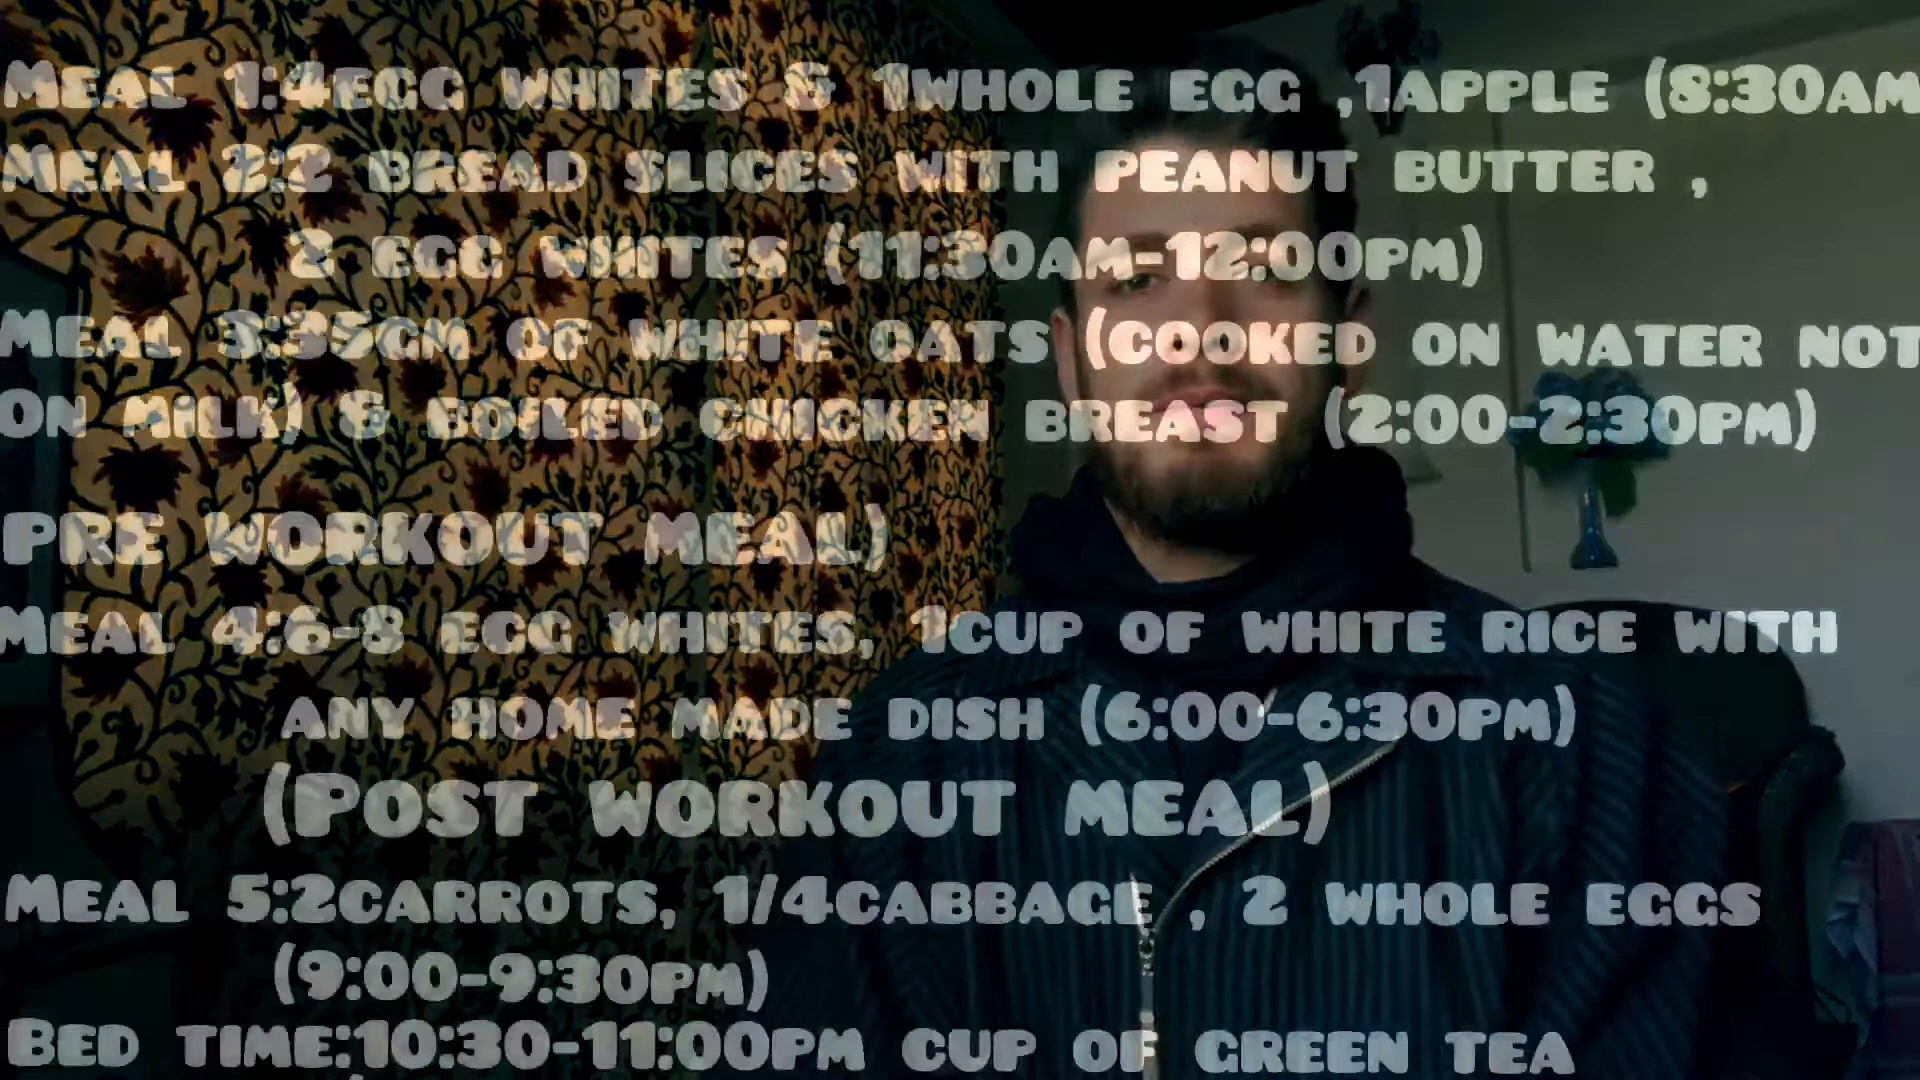 MEAL 1:4EGG WHITES & 1WHOLE EGG ,1APPLE (8:30AM
MEAL 2:2 BREAD SLICES WITH PEANUT BUTTER ,
2 EGG WHITES (11:30AM-12:00PM)
MEAL 3:35GM OF WHITE OATS (COOKED ON WATER NOT
ON MILK) & BOILED CHICKEN BREAST (2:00-2:30PM)
PRE WORKOUT MEAL)
MEAL 4:6-8 EGG WHITES, 1CUP OF WHITE RICE WITH
ANY HOME MADE DISH (6:00-6:30PM)
(POST WORKOUT MEAL)
MEAL 5:2CARROTS, 1/4CABBAGE , 2 WHOLE EGGS
(9:00-9:30PM)
BED TIME:10:30-11:00PM CUP OF GREEN TEA